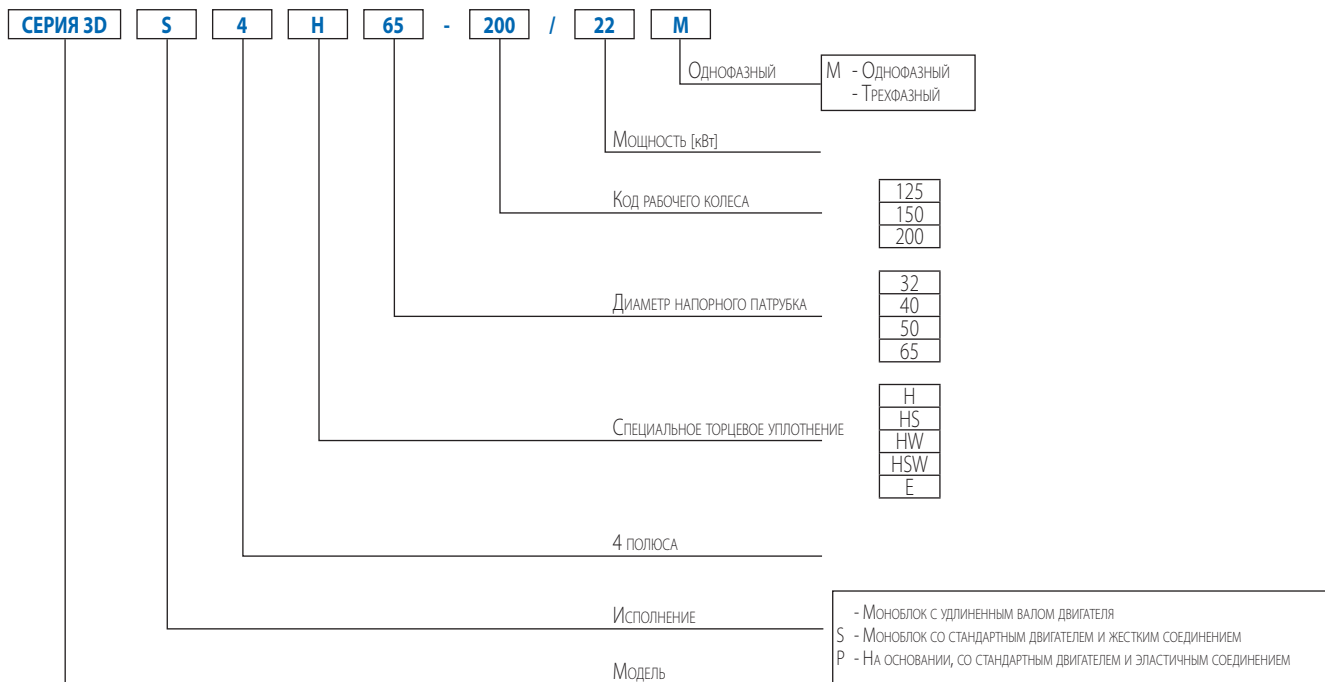 СЕРИЯ 3D S 4 H 65 - 200 / 22 M
Однофазный
M - Однофазный
- Трехфазный
Мощность [кВт]
Код рабочего колеса
125
150
200
Диаметр напорного патрубка
32
40
50
65
Специальное торцевое уплотнение
H
HS
HW
HSW
E
4 полюса
Исполнение
- Моноблок с удлиненным валом двигателя
S - Моноблок со стандартным двигателем и жестким соединением
P - На основании, со стандартным двигателем и эластичным соединением
Модель